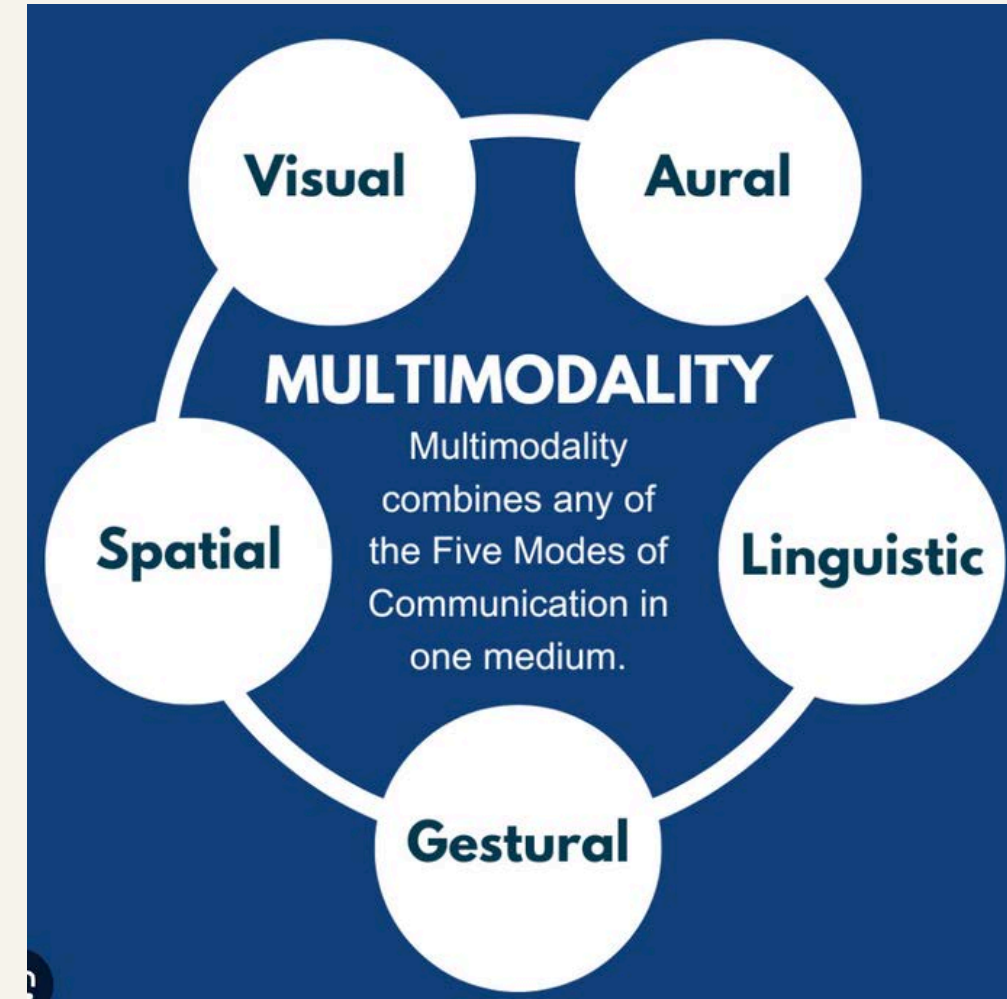 Visual
Aural
MULTIMODALITY
Multimodality
combines any of
the Five Modes of
Communication in
one medium.
Spatial
Linguistic
Gestural